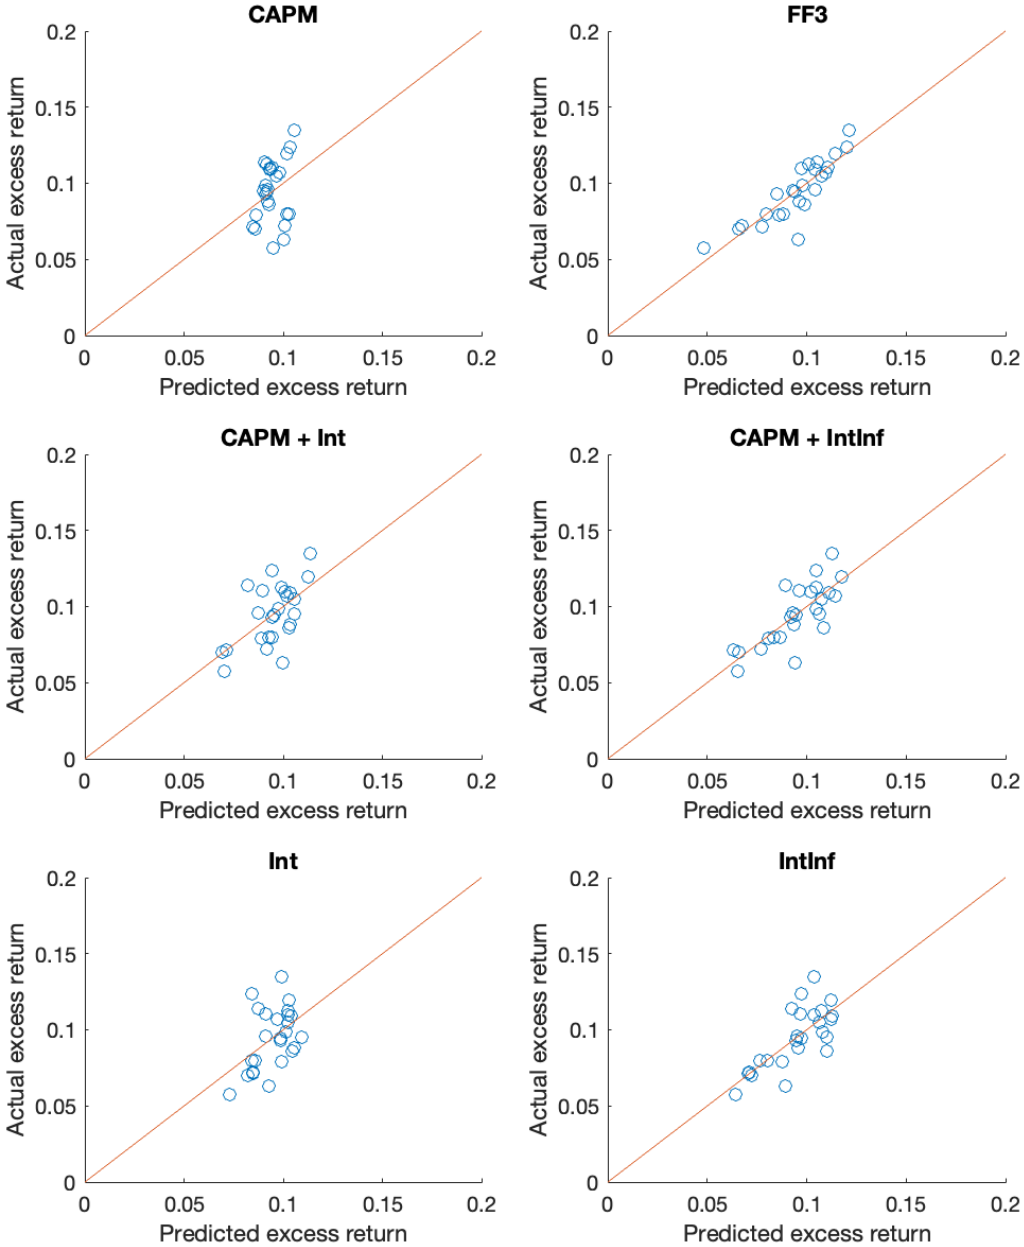 CAPM
0.2
0.15
0.1
0.05
0
0 0.05 0.1 0.15 0.2
Actual excess return
Predicted excess return
FF3
0.2
0.15
0.1
0.05
0
0 0.05 0.1 0.15 0.2
Actual excess return
Predicted excess return
CAPM + Int
0.2
0.15
0.1
0.05
0
0 0.05 0.1 0.15 0.2
Actual excess return
Predicted excess return
CAPM + IntInf
0.2
0.15
0.1
0.05
0
0 0.05 0.1 0.15 0.2
Actual excess return
Predicted excess return
Int
0.2
0.15
0.1
0.05
0
0 0.05 0.1 0.15 0.2
Actual excess return
Predicted excess return
IntInf
0.2
0.15
0.1
0.05
0
0 0.05 0.1 0.15 0.2
Actual excess return
Predicted excess return